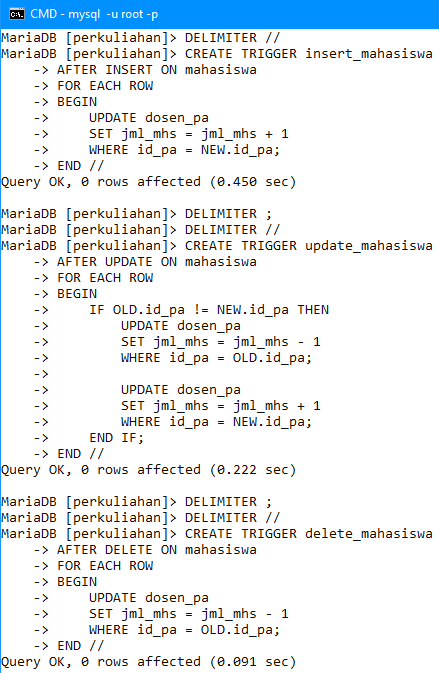 CMD - mysql -u root -p
MariaDB [perkuliahan]> DELIMITER //
MariaDB [perkuliahan]> CREATE TRIGGER insert_mahasiswa
    -> AFTER INSERT ON mahasiswa
    -> FOR EACH ROW
    -> BEGIN
    ->     UPDATE dosen_pa
    ->     SET jml_mhs = jml_mhs + 1
    ->     WHERE id_pa = NEW.id_pa;
    -> END //
Query OK, 0 rows affected (0.450 sec)

MariaDB [perkuliahan]> DELIMITER ;
MariaDB [perkuliahan]> DELIMITER //
MariaDB [perkuliahan]> CREATE TRIGGER update_mahasiswa
    -> AFTER UPDATE ON mahasiswa
    -> FOR EACH ROW
    -> BEGIN
    ->     IF OLD.id_pa != NEW.id_pa THEN
    ->         UPDATE dosen_pa
    ->         SET jml_mhs = jml_mhs - 1
    ->         WHERE id_pa = OLD.id_pa;
    ->
    ->         UPDATE dosen_pa
    ->         SET jml_mhs = jml_mhs + 1
    ->         WHERE id_pa = NEW.id_pa;
    ->     END IF;
    -> END //
Query OK, 0 rows affected (0.222 sec)

MariaDB [perkuliahan]> DELIMITER ;
MariaDB [perkuliahan]> DELIMITER //
MariaDB [perkuliahan]> CREATE TRIGGER delete_mahasiswa
    -> AFTER DELETE ON mahasiswa
    -> FOR EACH ROW
    -> BEGIN
    ->     UPDATE dosen_pa
    ->     SET jml_mhs = jml_mhs - 1
    ->     WHERE id_pa = OLD.id_pa;
    -> END //
Query OK, 0 rows affected (0.091 sec)